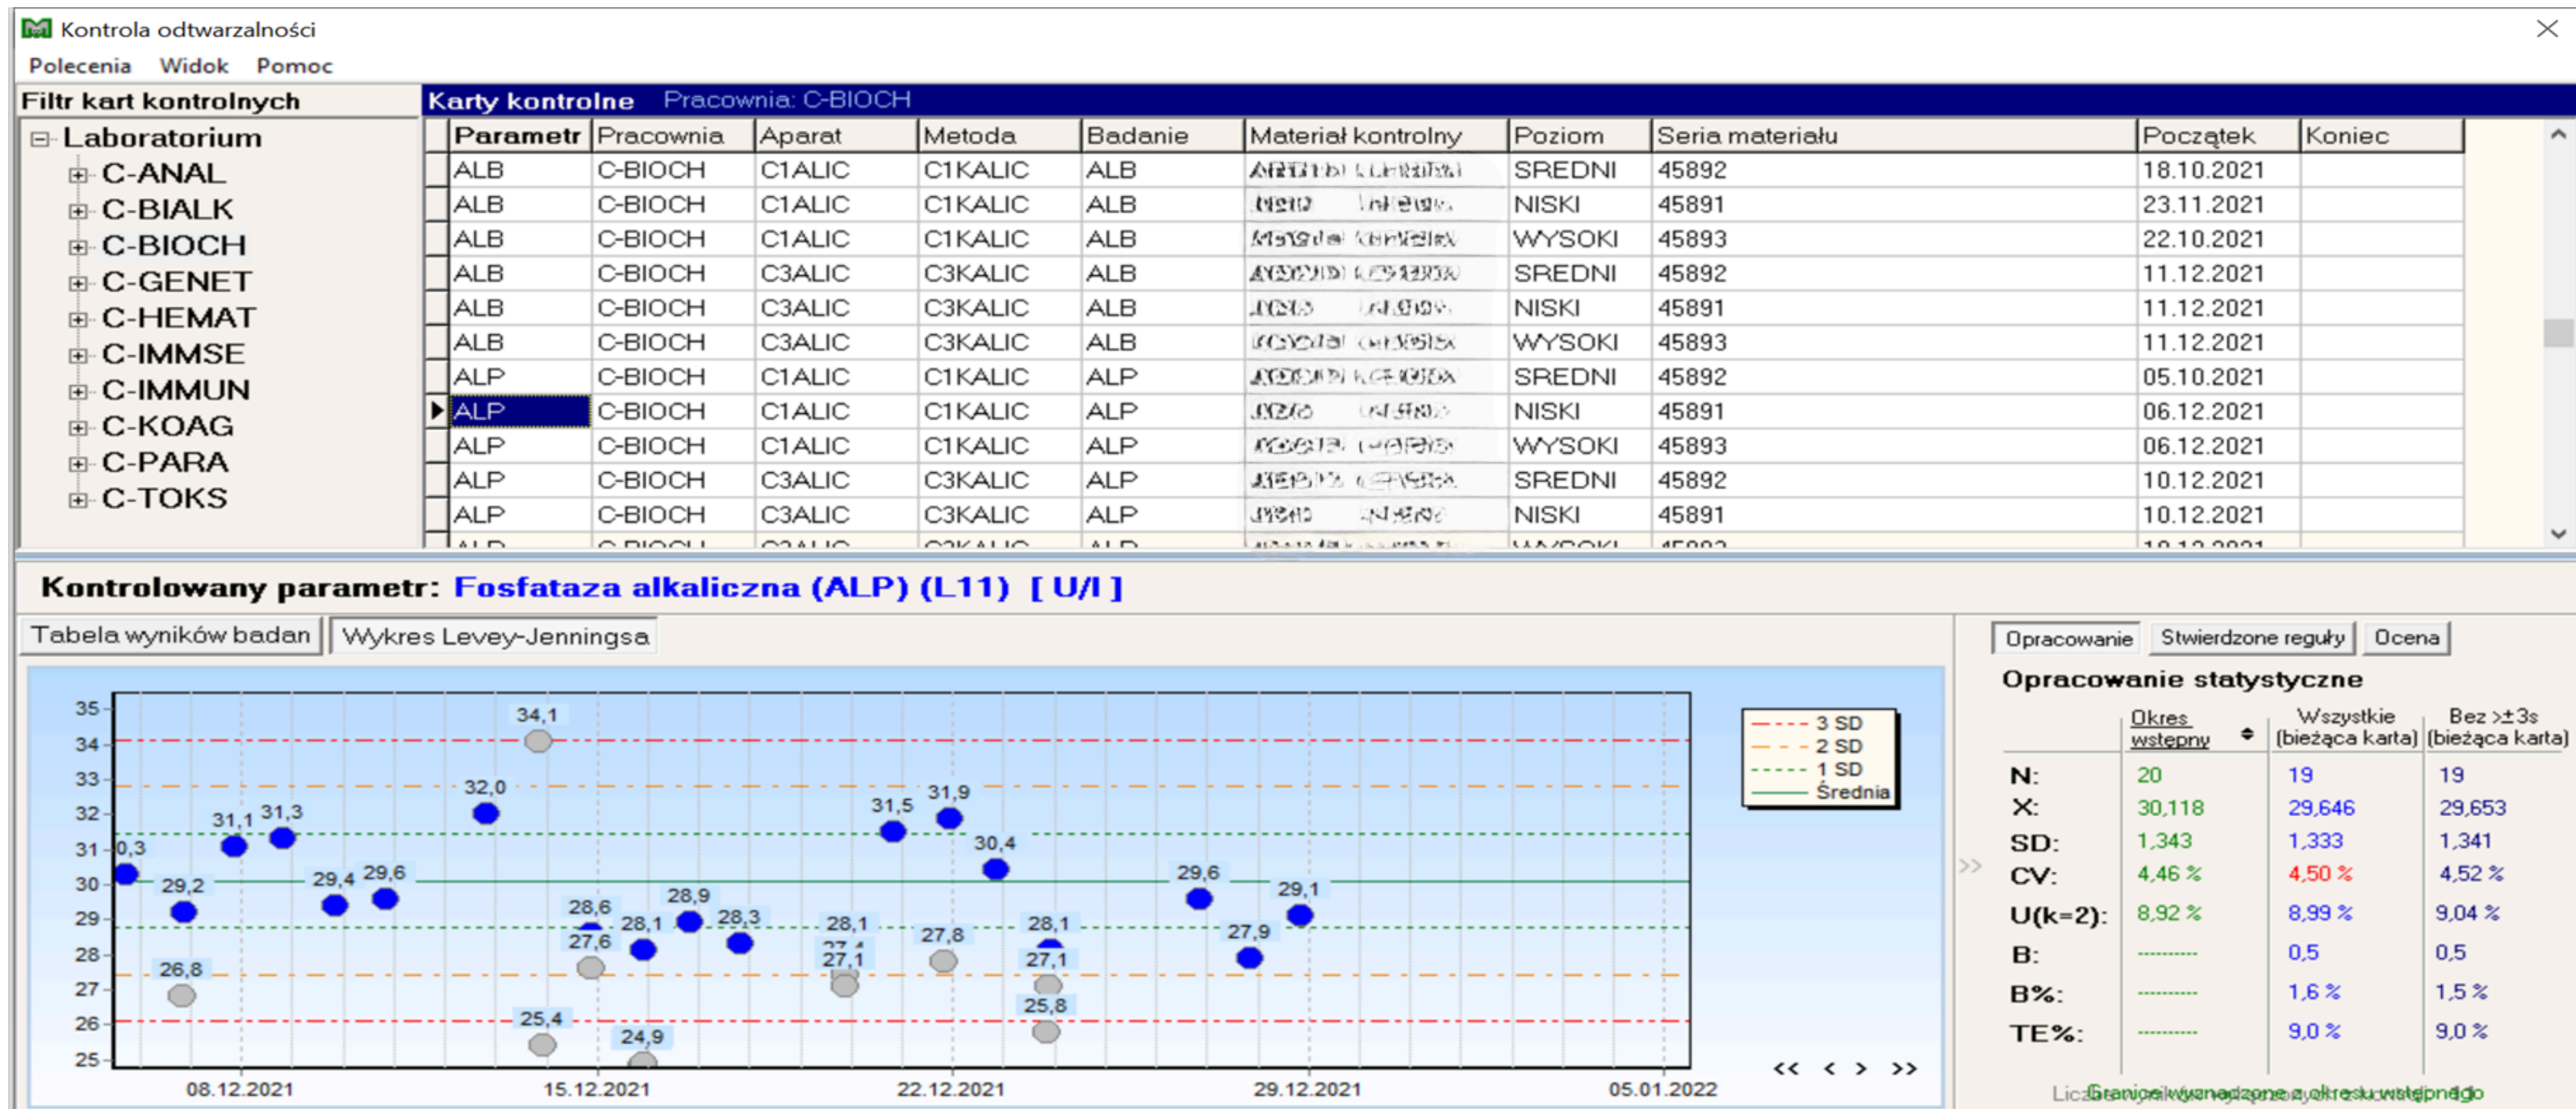 Kontrola odtwarzalności
Polecenia Widok Pomoc
Filtr kart kontrolnych
Laboratorium
C-ANAL
C-BIALK
C-BIOCH
C-GENET
C-HEMAT
C-IMMSE
C-IMMUN
C-KOAG
C-PARA
C-TOKS
Karty kontrolne Pracownia: C-BIOCH
Parametr Pracownia Aparat Metoda Badanie Materiał kontrolny Poziom Seria materiału Początek Koniec
ALB C-BIOCH C1ALIC C1KALIC ALB SREDNI 45892 18.10.2021
ALB C-BIOCH C1ALIC C1KALIC ALB NISKI 45891 23.11.2021
ALB C-BIOCH C1ALIC C1KALIC ALB WYSOKI 45893 22.10.2021
ALB C-BIOCH C3ALIC C3KALIC ALB SREDNI 45892 11.12.2021
ALB C-BIOCH C3ALIC C3KALIC ALB NISKI 45891 11.12.2021
ALB C-BIOCH C3ALIC C3KALIC ALB WYSOKI 45893 11.12.2021
ALP C-BIOCH C1ALIC C1KALIC ALP SREDNI 45892 05.10.2021
ALP C-BIOCH C1ALIC C1KALIC ALP NISKI 45891 06.12.2021
ALP C-BIOCH C1ALIC C1KALIC ALP WYSOKI 45893 06.12.2021
ALP C-BIOCH C3ALIC C3KALIC ALP SREDNI 45892 10.12.2021
ALP C-BIOCH C3ALIC C3KALIC ALP NISKI 45891 10.12.2021
Kontrolowany parametr: Fosfataza alkaliczna (ALP) (L11) [ U/l ]
Tabela wyników badan Wykres Levey-Jenningsa
35
34
33
32
31
30
29
28
27
26
25
0,3
29,2
26,8
31,1
31,3
29,4
29,6
32,0
34,1
25,4
28,6
27,6
28,1
24,9
28,9
28,3
28,1
27,1
31,5
31,9
27,8
30,4
28,1
27,1
25,8
29,6
27,9
29,1
08.12.2021 15.12.2021 22.12.2021 29.12.2021 05.01.2022
3 SD
2 SD
1 SD
Średnia
<< < > >>
>>
Opracowanie Stwierdzone reguły Ocena
Opracowanie statystyczne
Okres wstępny Wszystkie (bieżąca karta) Bez >±3s (bieżąca karta)
N: 20 19 19
X: 30,118 29,646 29,653
SD: 1,343 1,333 1,341
CV: 4,46 % 4,50 % 4,52 %
U(k=2): 8,92 % 8,99 % 9,04 %
B: ---------- 0,5 0,5
B%: ---------- 1,6 % 1,5 %
TE%: ---------- 9,0 % 9,0 %
Granice wyznaczone z okresu wstępnego